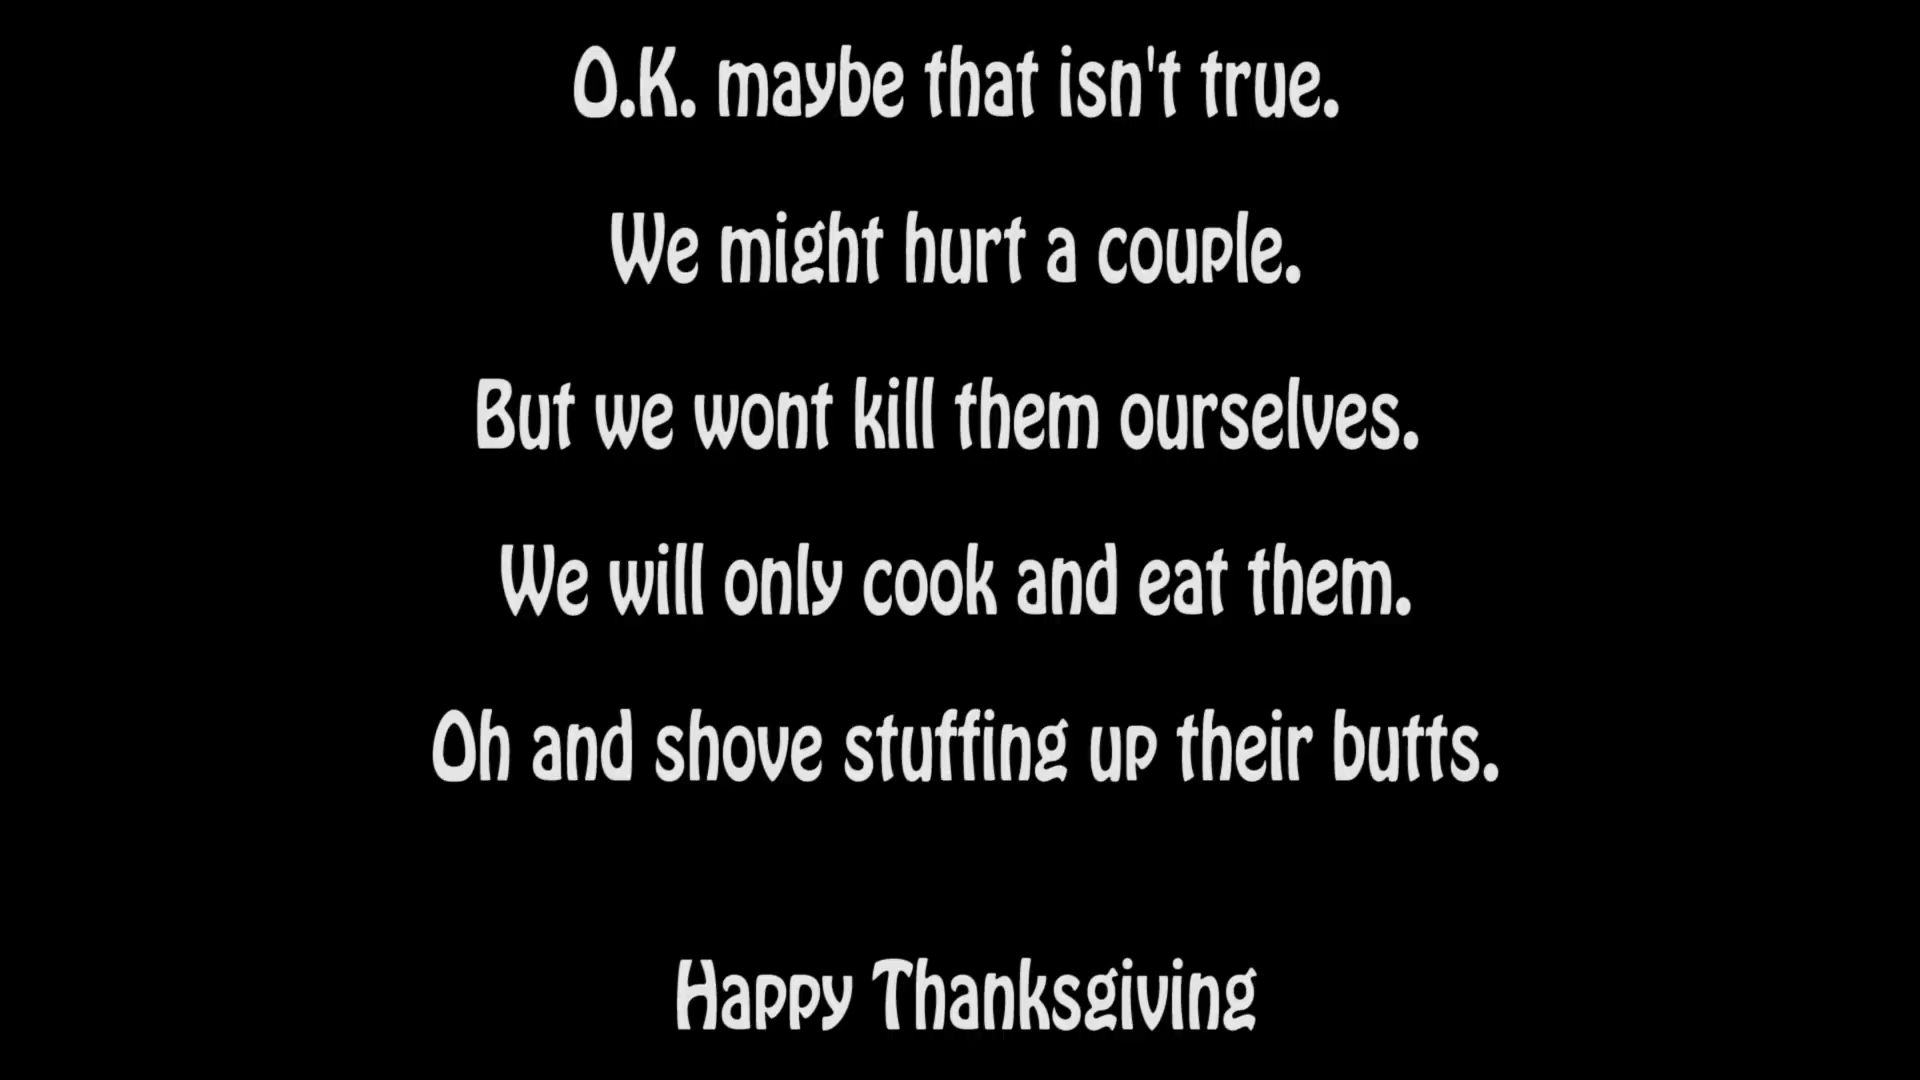 O.K. maybe that isn't true.
We might hurt a couple.
But we wont kill them ourselves.
We will only cook and eat them.
Oh and shove stuffing up their butts.
Happy Thanksgiving